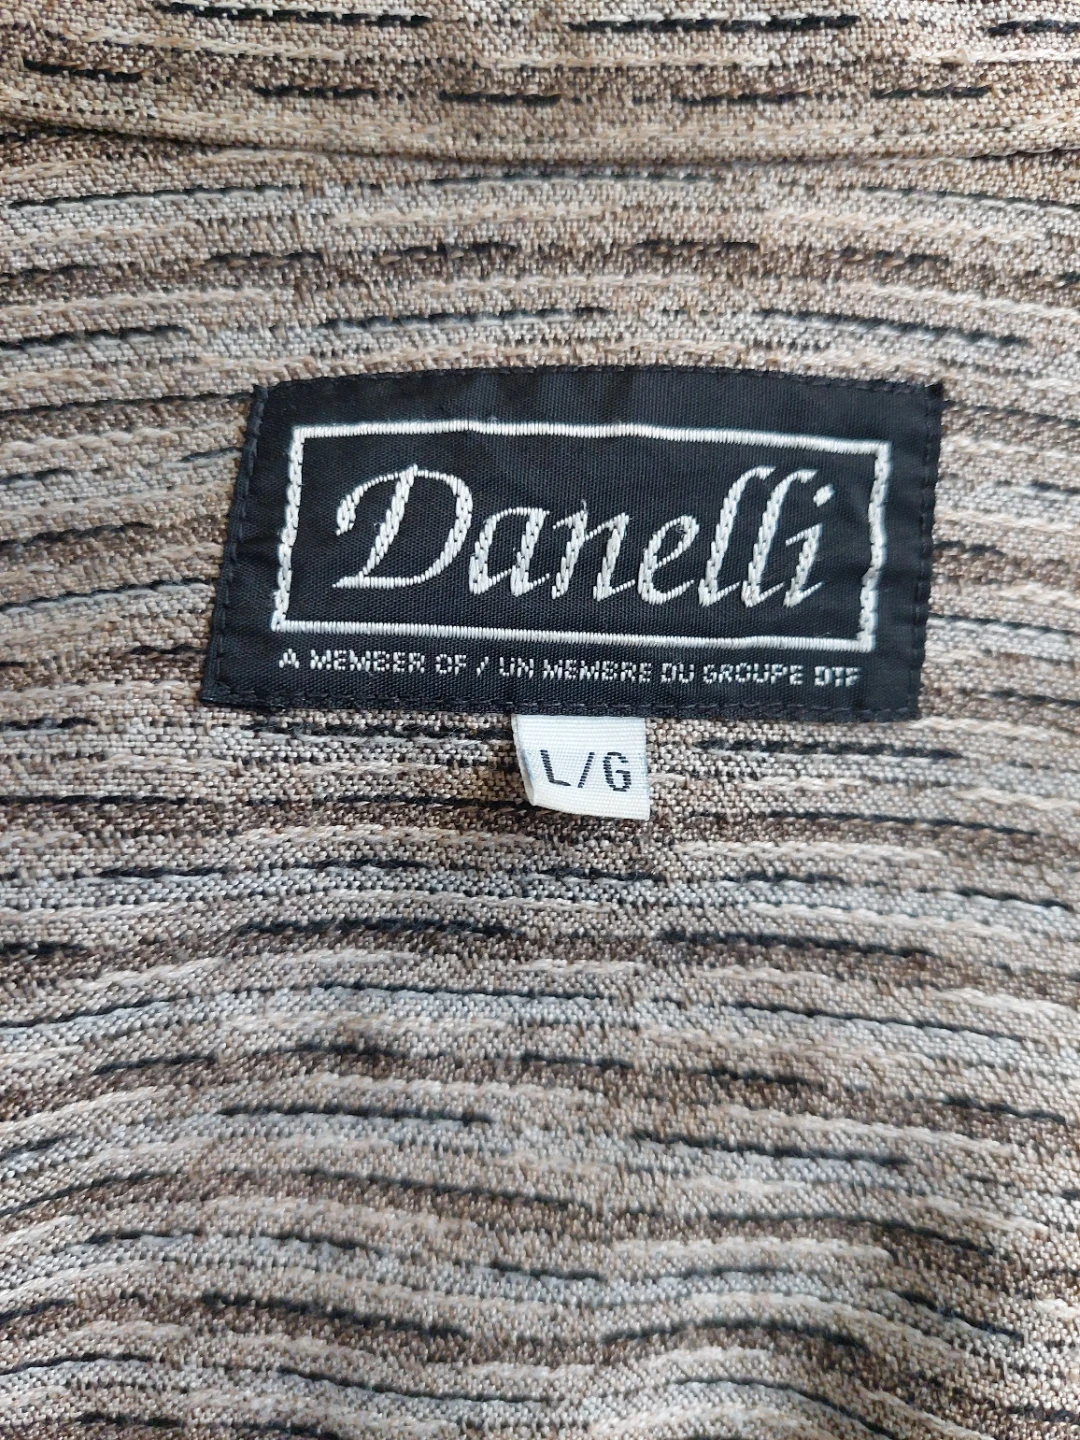 Danelli
A MEMBER OF / UN MEMBRE DU GROUPE DTF
L/G